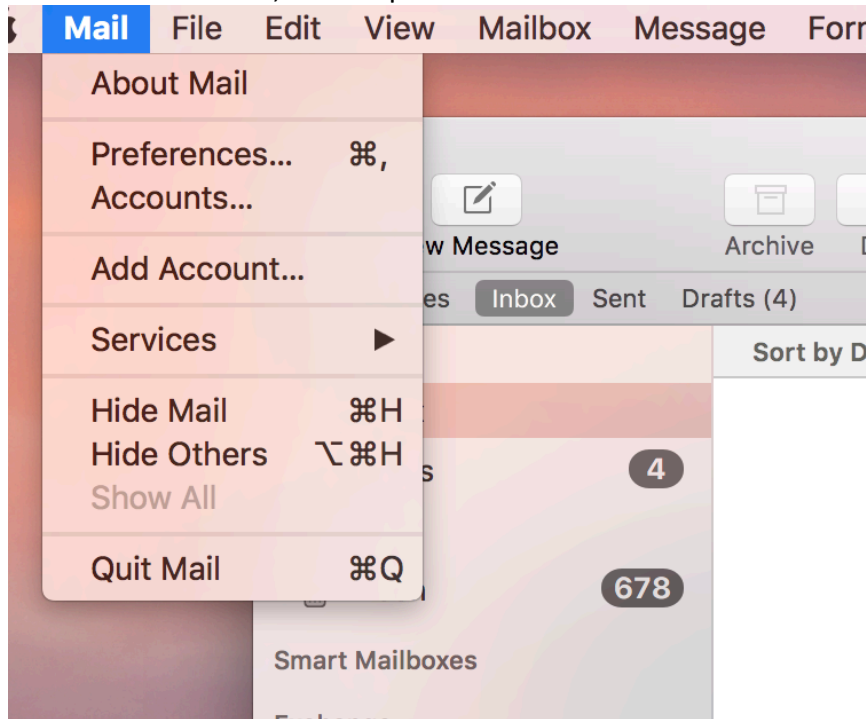 Mail File Edit View Mailbox Message
About Mail
Preferences... ⌘,
Accounts...
Message
Archive
Add Account...
Inbox Sent Drafts (4)
Services ▶
Sort by
Hide Mail ⌘H
Hide Others ⌥⌘H
4
Show All
Quit Mail ⌘Q
678
Smart Mailboxes